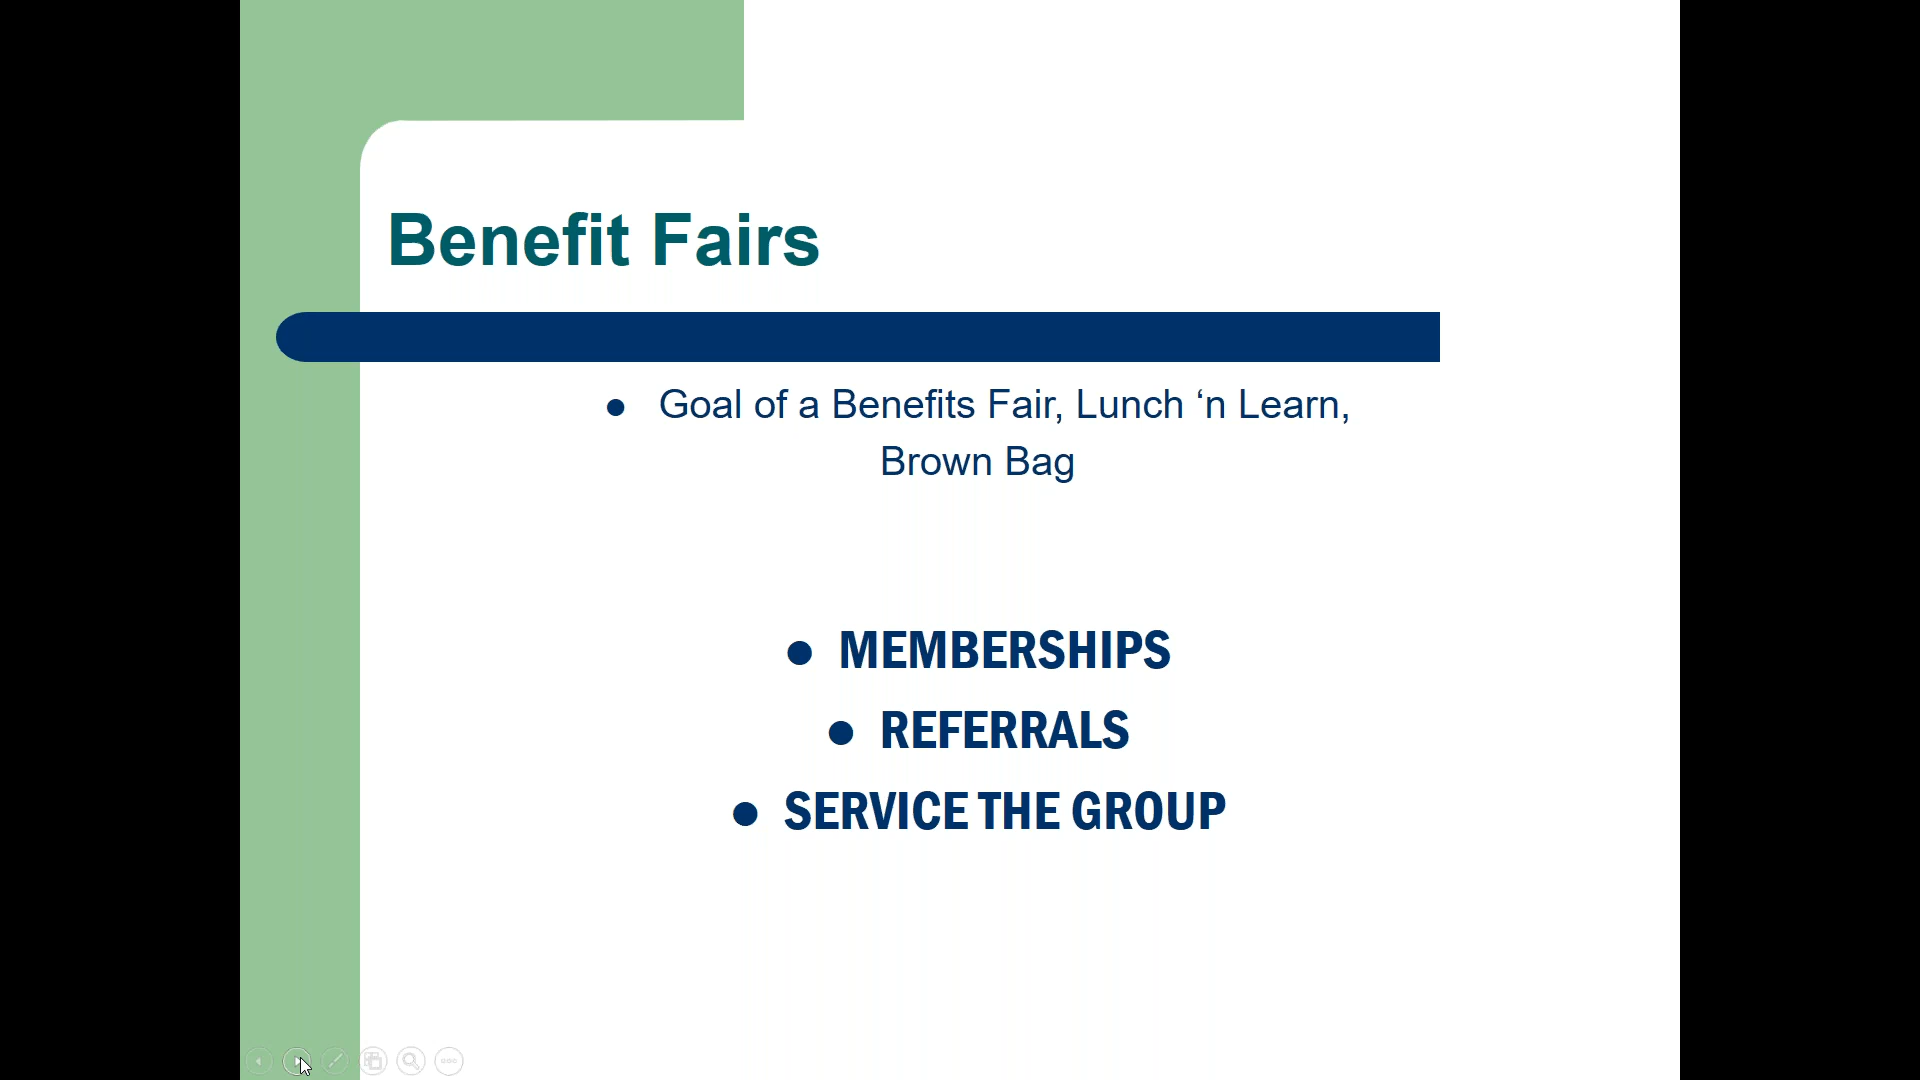 Benefit Fairs
● Goal of a Benefits Fair, Lunch ‘n Learn,
Brown Bag
● MEMBERSHIPS
● REFERRALS
● SERVICE THE GROUP